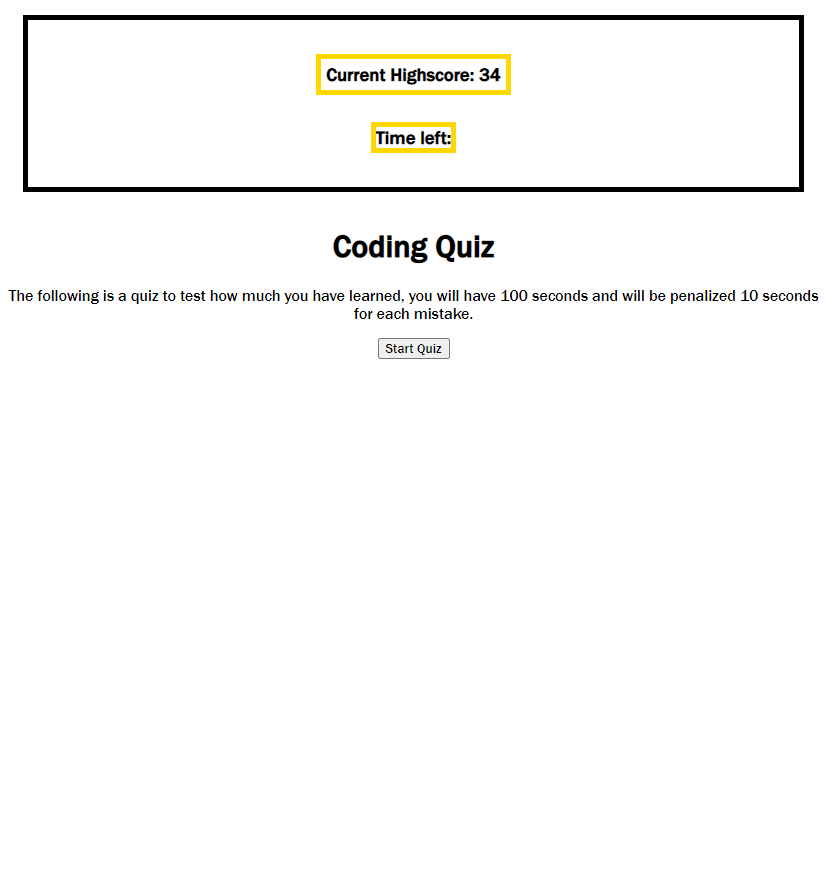 Current Highscore: 34
Time left:
Coding Quiz
The following is a quiz to test how much you have learned, you will have 100 seconds and will be penalized 10 seconds
for each mistake.
Start Quiz